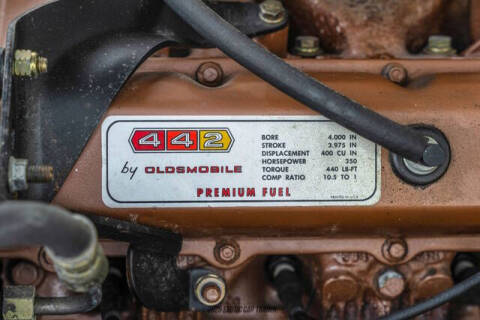 442
by OLDSMOBILE
BORE 4.000 IN
STROKE 3.975 IN
DISPLACEMENT 400 CU IN
HORSEPOWER 350
TORQUE 440 LB-FT
COMP RATIO 10.5 TO 1
PREMIUM FUEL